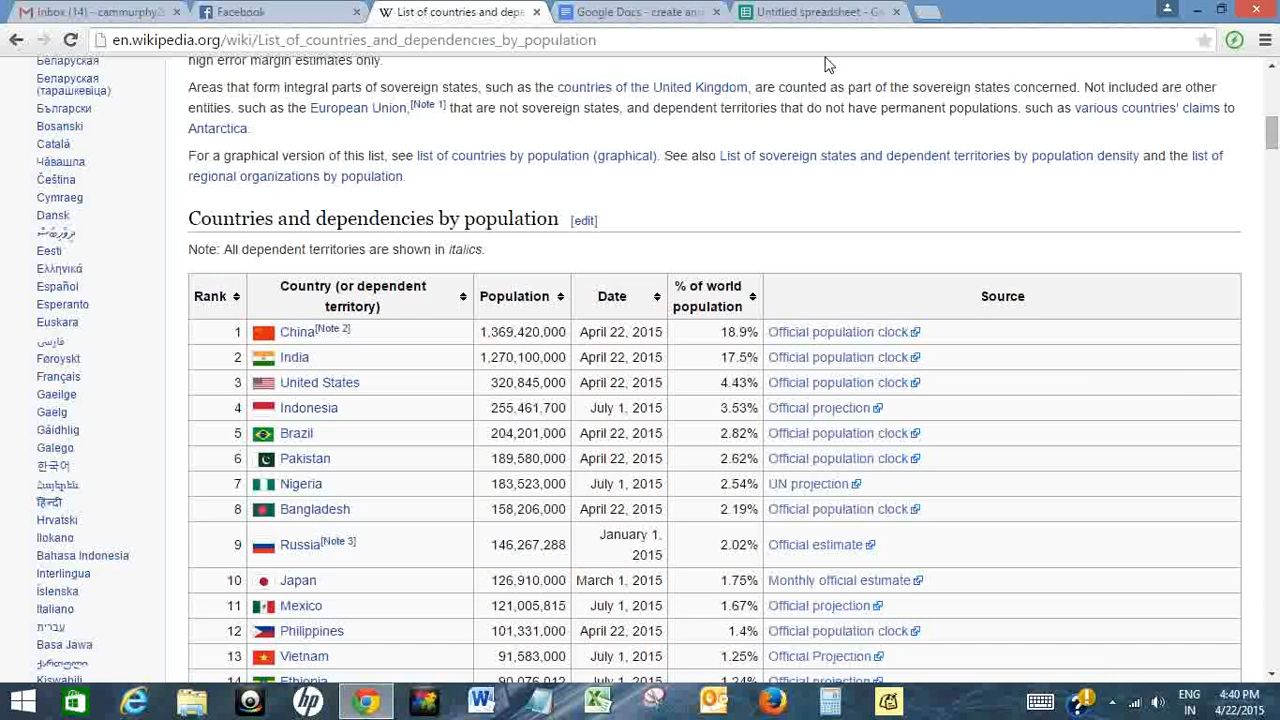 Inbox (14) - cammurphy
Facebook
List of countries and dep
Google Docs - create an
Untitled spreadsheet - G
en.wikipedia.org/wiki/List_of_countries_and_dependencies_by_population
Беларуская
Беларуская
(тарашкевіца)
Български
Bosanski
Català
Чӑвашла
Čeština
Cymraeg
Dansk
Eesti
Ελληνικά
Español
Esperanto
Euskara
فارسی
Føroyskt
Français
Gaeilge
Gaelg
Gàidhlig
Galego
한국어
Հայերեն
हिन्दी
Hrvatski
Ilokano
Bahasa Indonesia
Interlingua
Íslenska
Italiano
עברית
Basa Jawa
ქართული
Kiswahili
high error margin estimates only.
Areas that form integral parts of sovereign states, such as the countries of the United Kingdom, are counted as part of the sovereign states concerned. Not included are other
entities, such as the European Union,[Note 1] that are not sovereign states, and dependent territories that do not have permanent populations, such as various countries' claims to
Antarctica.
For a graphical version of this list, see list of countries by population (graphical). See also List of sovereign states and dependent territories by population density and the list of
regional organizations by population.
Countries and dependencies by population [edit]
Note: All dependent territories are shown in italics.
Rank Country (or dependent territory) Population Date % of world population Source
1 China[Note 2] 1,369,420,000 April 22, 2015 18.9% Official population clock
2 India 1,270,100,000 April 22, 2015 17.5% Official population clock
3 United States 320,845,000 April 22, 2015 4.43% Official population clock
4 Indonesia 255,461,700 July 1, 2015 3.53% Official projection
5 Brazil 204,201,000 April 22, 2015 2.82% Official population clock
6 Pakistan 189,580,000 April 22, 2015 2.62% Official population clock
7 Nigeria 183,523,000 July 1, 2015 2.54% UN projection
8 Bangladesh 158,206,000 April 22, 2015 2.19% Official population clock
9 Russia[Note 3] 146,267,288 January 1, 2015 2.02% Official estimate
10 Japan 126,910,000 March 1, 2015 1.75% Monthly official estimate
11 Mexico 121,005,815 July 1, 2015 1.67% Official projection
12 Philippines 101,331,000 April 22, 2015 1.4% Official population clock
13 Vietnam 91,583,000 July 1, 2015 1.25% Official Projection
14 Ethiopia 90,076,012 July 1, 2015 1.24% Official projection
hp
ENG
IN
4:40 PM
4/22/2015